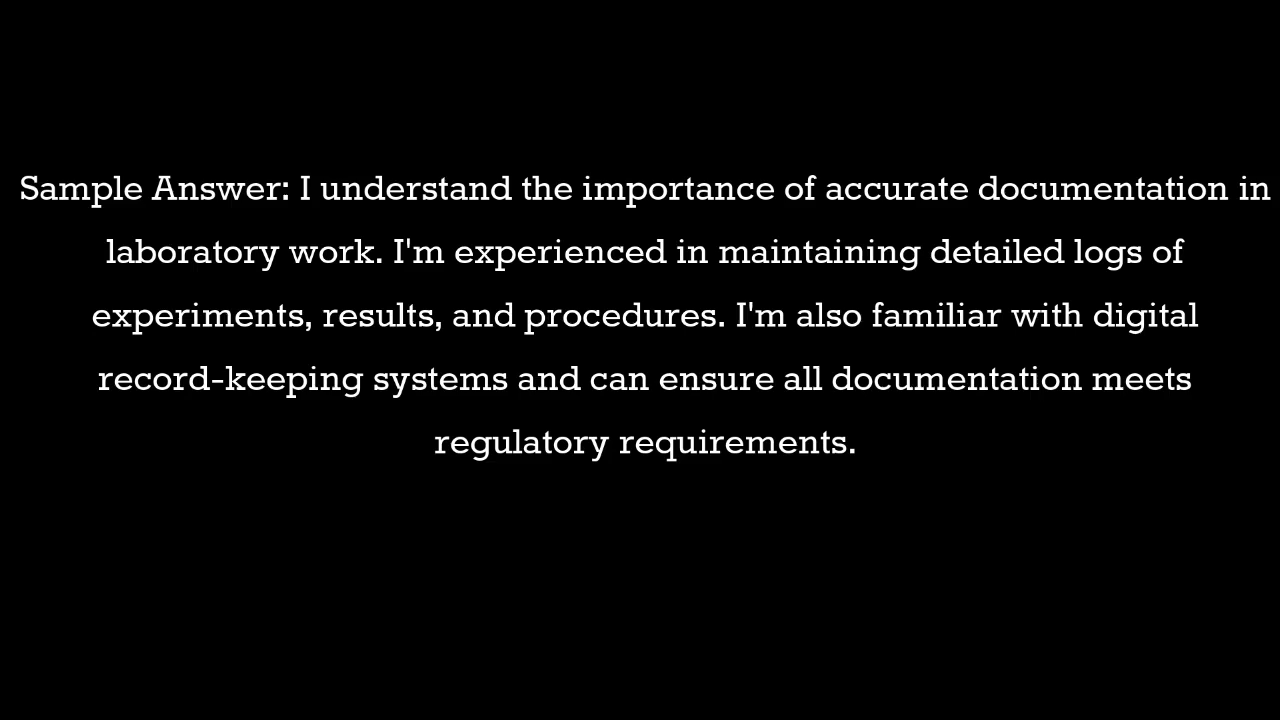 Sample Answer: I understand the importance of accurate documentation in
laboratory work. I'm experienced in maintaining detailed logs of
experiments, results, and procedures. I'm also familiar with digital
record-keeping systems and can ensure all documentation meets
regulatory requirements.